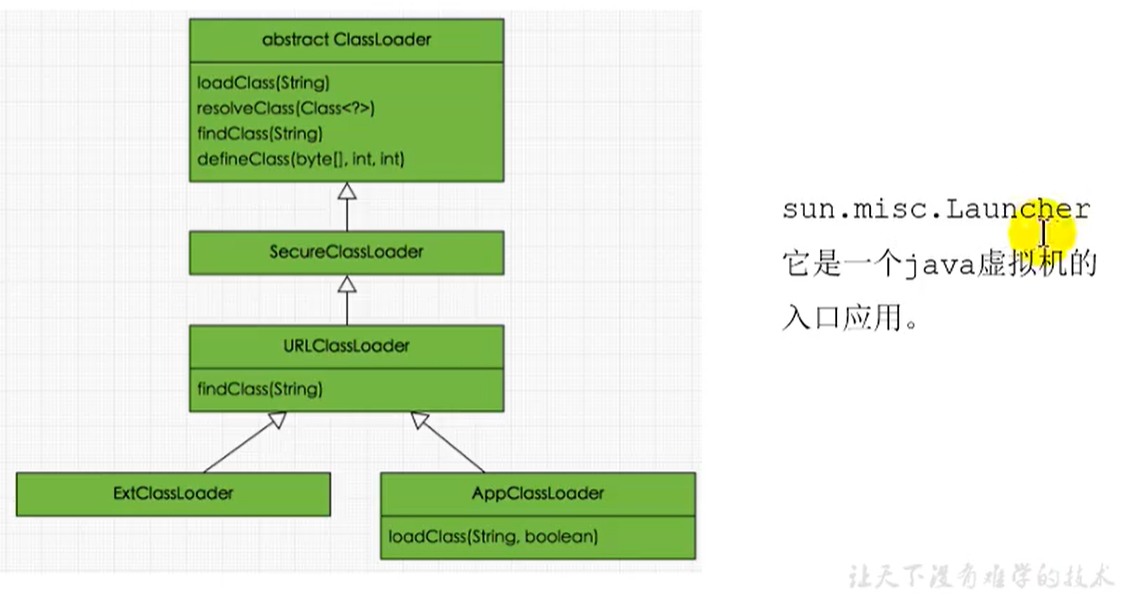 abstract ClassLoader
loadClass(String)
resolveClass(Class<?>)
findClass(String)
defineClass(byte[], int, int)
SecureClassLoader
URLClassLoader
findClass(String)
ExtClassLoader
AppClassLoader
loadClass(String, boolean)
sun.misc.Launcher
它是一个java虚拟机的
入口应用。
让天下没有难学的技术